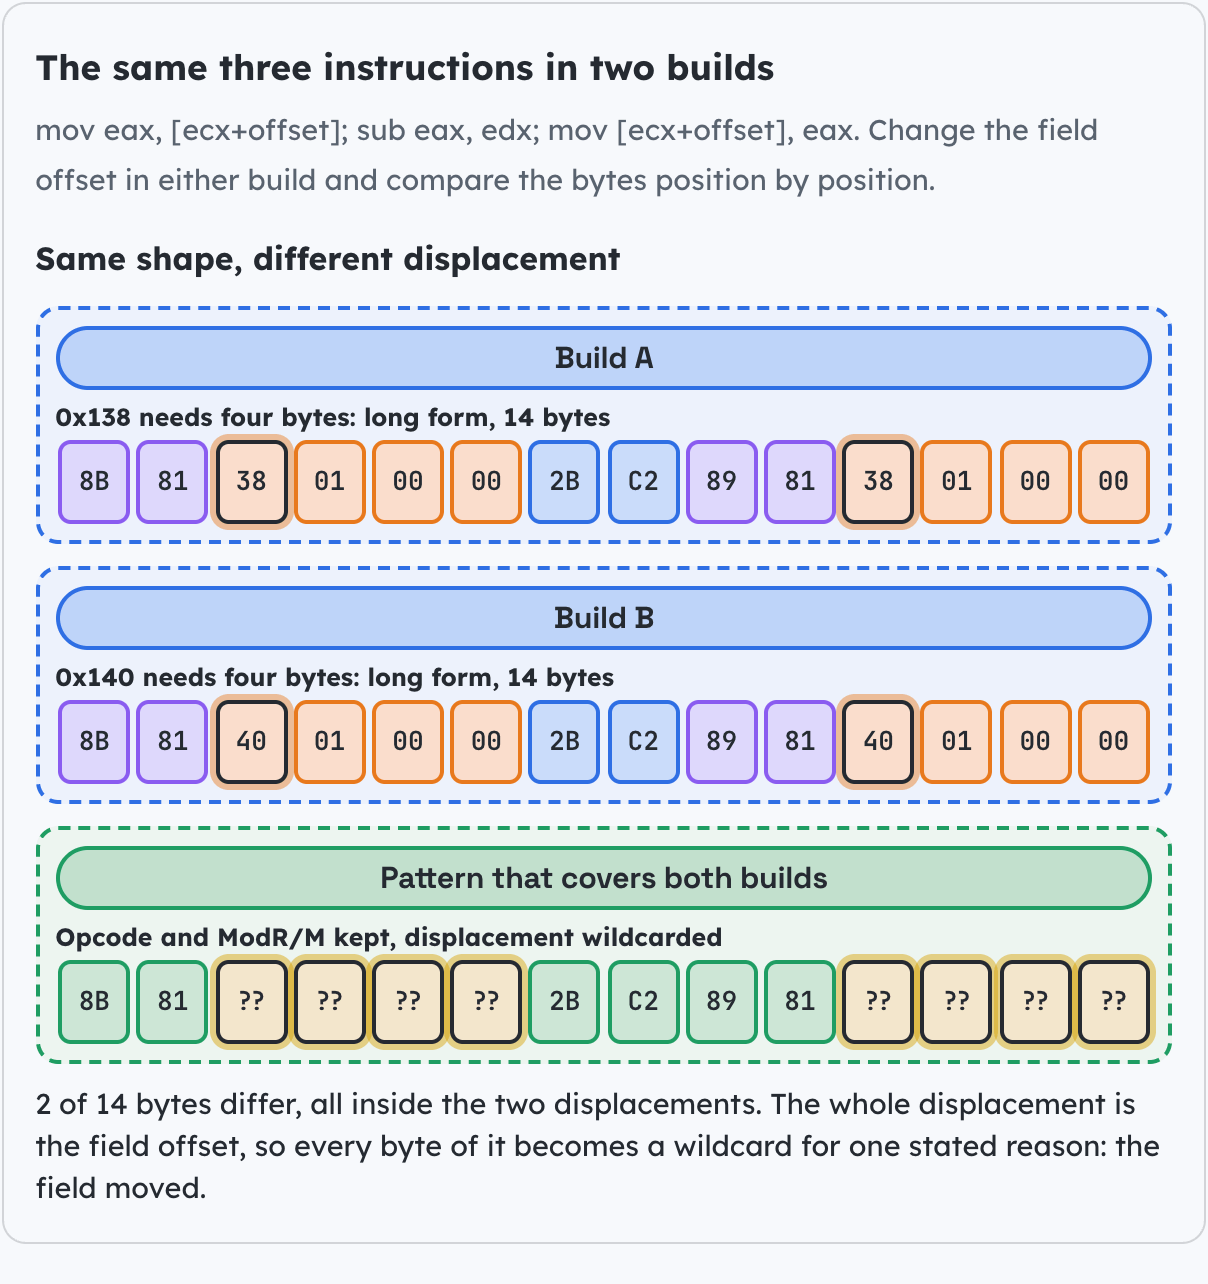 The same three instructions in two builds
mov eax, [ecx+offset]; sub eax, edx; mov [ecx+offset], eax. Change the field
offset in either build and compare the bytes position by position.
Same shape, different displacement
Build A
0x138 needs four bytes: long form, 14 bytes
8B 81 38 01 00 00 2B C2 89 81 38 01 00 00
Build B
0x140 needs four bytes: long form, 14 bytes
8B 81 40 01 00 00 2B C2 89 81 40 01 00 00
Pattern that covers both builds
Opcode and ModR/M kept, displacement wildcarded
8B 81 ?? ?? ?? ?? 2B C2 89 81 ?? ?? ?? ??
2 of 14 bytes differ, all inside the two displacements. The whole displacement is
the field offset, so every byte of it becomes a wildcard for one stated reason: the
field moved.